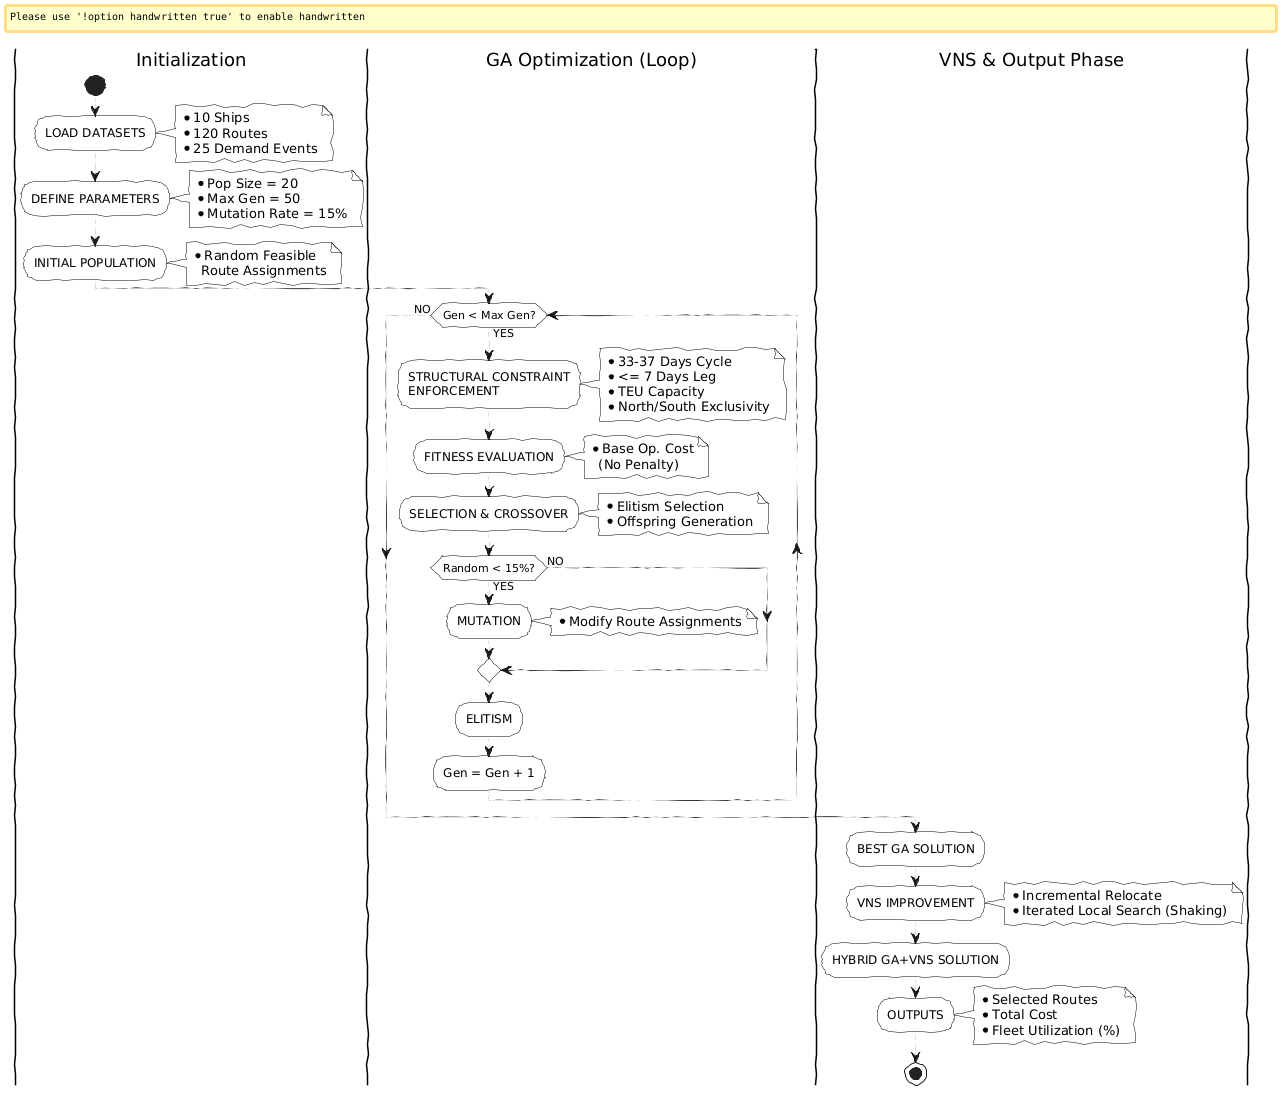 Please use '!option handwritten true' to enable handwritten
Initialization
GA Optimization (Loop)
VNS & Output Phase
LOAD DATASETS
• 10 Ships
• 120 Routes
• 25 Demand Events
DEFINE PARAMETERS
• Pop Size = 20
• Max Gen = 50
• Mutation Rate = 15%
INITIAL POPULATION
• Random Feasible
Route Assignments
NO
Gen < Max Gen?
YES
STRUCTURAL CONSTRAINT
ENFORCEMENT
• 33-37 Days Cycle
• <= 7 Days Leg
• TEU Capacity
• North/South Exclusivity
FITNESS EVALUATION
• Base Op. Cost
(No Penalty)
SELECTION & CROSSOVER
• Elitism Selection
• Offspring Generation
Random < 15%?
NO
YES
MUTATION
• Modify Route Assignments
ELITISM
Gen = Gen + 1
BEST GA SOLUTION
VNS IMPROVEMENT
• Incremental Relocate
• Iterated Local Search (Shaking)
HYBRID GA+VNS SOLUTION
OUTPUTS
• Selected Routes
• Total Cost
• Fleet Utilization (%)